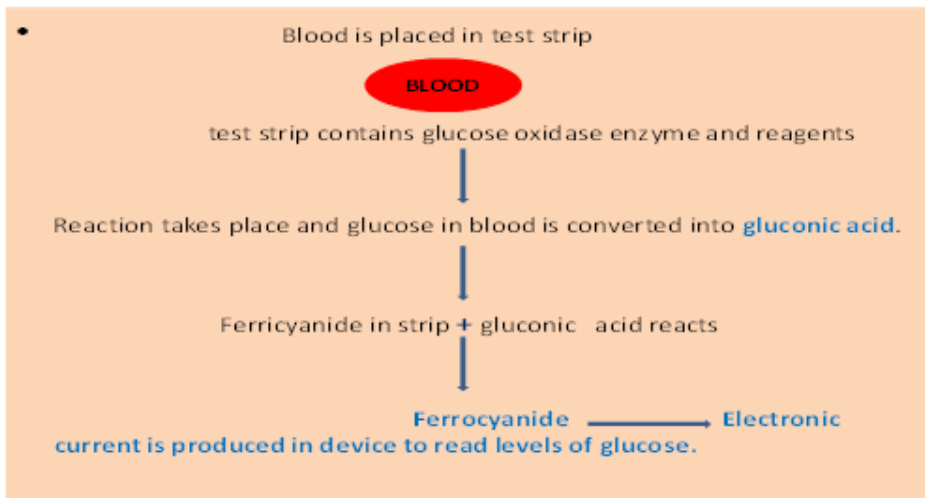 • Blood is placed in test strip
BLOOD
test strip contains glucose oxidase enzyme and reagents
Reaction takes place and glucose in blood is converted into gluconic acid.
Ferricyanide in strip + gluconic acid reacts
Ferrocyanide Electronic
current is produced in device to read levels of glucose.